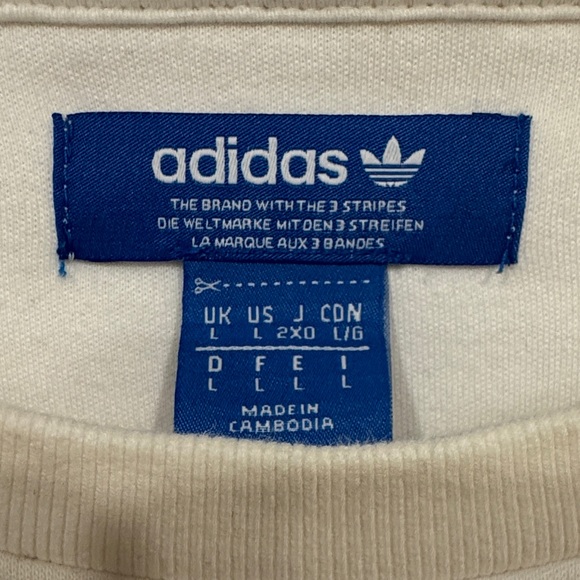 adidas
THE BRAND WITH THE 3 STRIPES
DIE WELTMARKE MIT DEN 3 STREIFEN
LA MARQUE AUX 3 BANDES
UK US J CDN
L L 2XO L/G
D F E I
L L L L
MADE IN
CAMBODIA